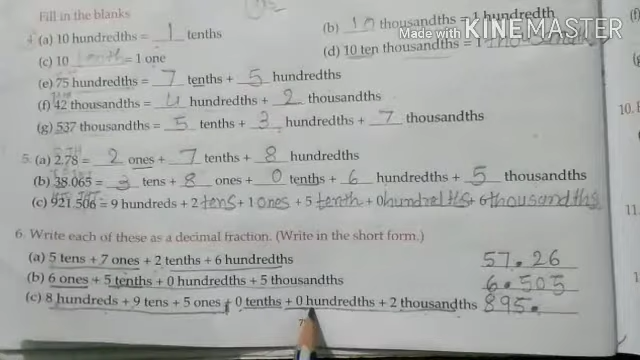 Fill in the blanks
4. (a) 10 hundredths = 1 tenths
(b) 10 thousandths = 1 hundredth
Made with KINEMASTER
(c) 10 tenth = 1 one
(d) 10 ten thousandths = 1
(e) 75 hundredths = 7 tenths + 5 hundredths
(f) 42 thousandths = 4 hundredths + 2 thousandths
(g) 537 thousandths = 5 tenths + 3 hundredths + 7 thousandths
5. (a) 2.78 = 2 ones + 7 tenths + 8 hundredths
(b) 38.065 = 3 tens + 8 ones + 0 tenths + 6 hundredths + 5 thousandths
(c) 921.506 = 9 hundreds + 2 tens + 1 ones + 5 tenth + 0 hundredths + 6 thousandths
6. Write each of these as a decimal fraction. (Write in the short form.)
(a) 5 tens + 7 ones + 2 tenths + 6 hundredths 57.26
(b) 6 ones + 5 tenths + 0 hundredths + 5 thousandths 6.505
(c) 8 hundreds + 9 tens + 5 ones + 0 tenths + 0 hundredths + 2 thousandths 895.
10.
11.